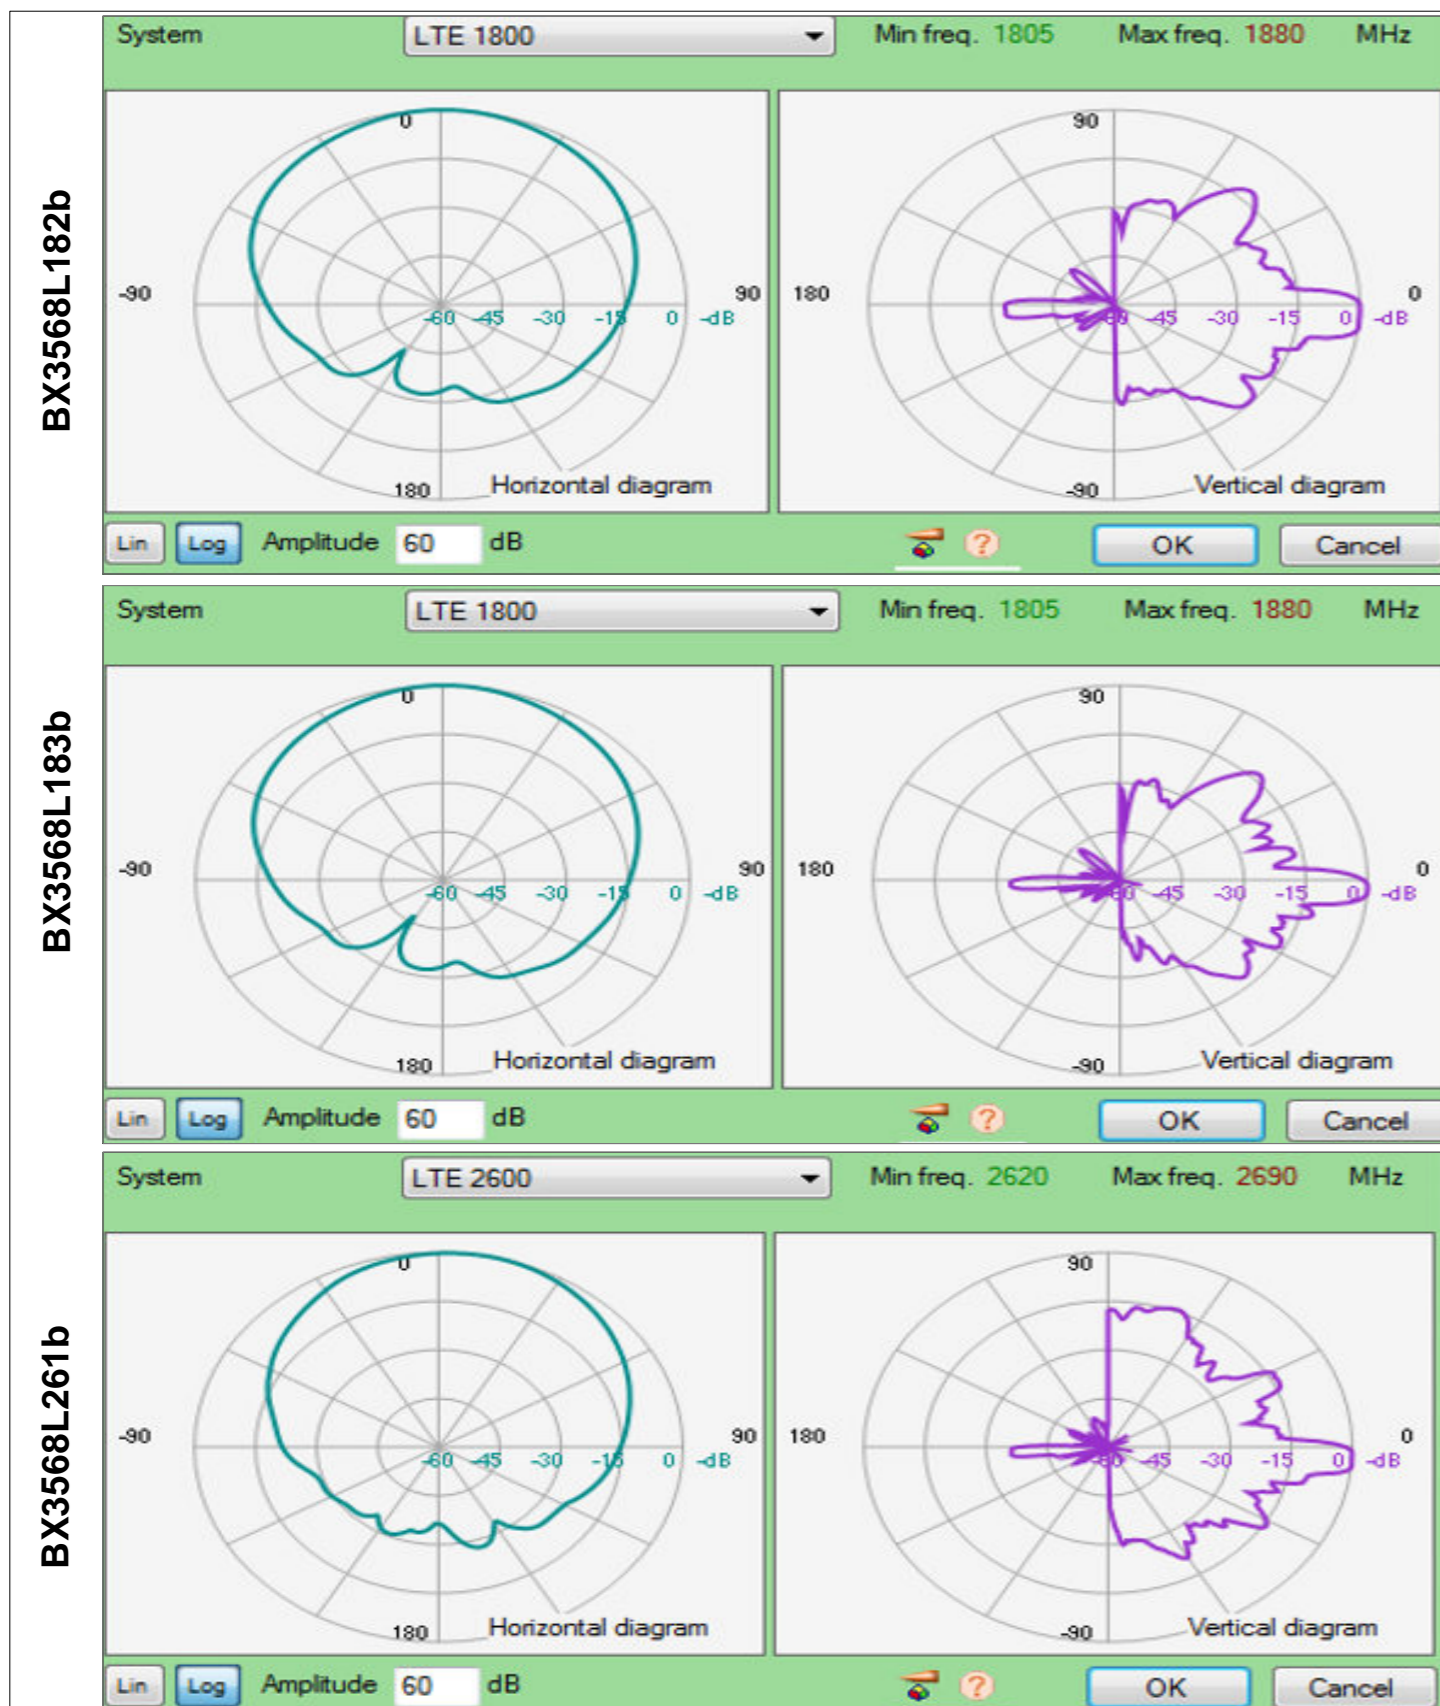 BX3568L182b
System LTE 1800 Min freq. 1805 Max freq. 1880 MHz
0 90
-90 90 180 0
-60 -45 -30 -15 0 -dB -60 -45 -30 -15 0 -dB
180 Horizontal diagram -90 Vertical diagram
Lin Log Amplitude 60 dB ? OK Cancel
BX3568L183b
System LTE 1800 Min freq. 1805 Max freq. 1880 MHz
0 90
-90 90 180 0
-60 -45 -30 -15 0 -dB -60 -45 -30 -15 0 -dB
180 Horizontal diagram -90 Vertical diagram
Lin Log Amplitude 60 dB ? OK Cancel
BX3568L261b
System LTE 2600 Min freq. 2620 Max freq. 2690 MHz
0 90
-90 90 180 0
-60 -45 -30 -15 0 -dB -60 -45 -30 -15 0 -dB
180 Horizontal diagram -90 Vertical diagram
Lin Log Amplitude 60 dB ? OK Cancel